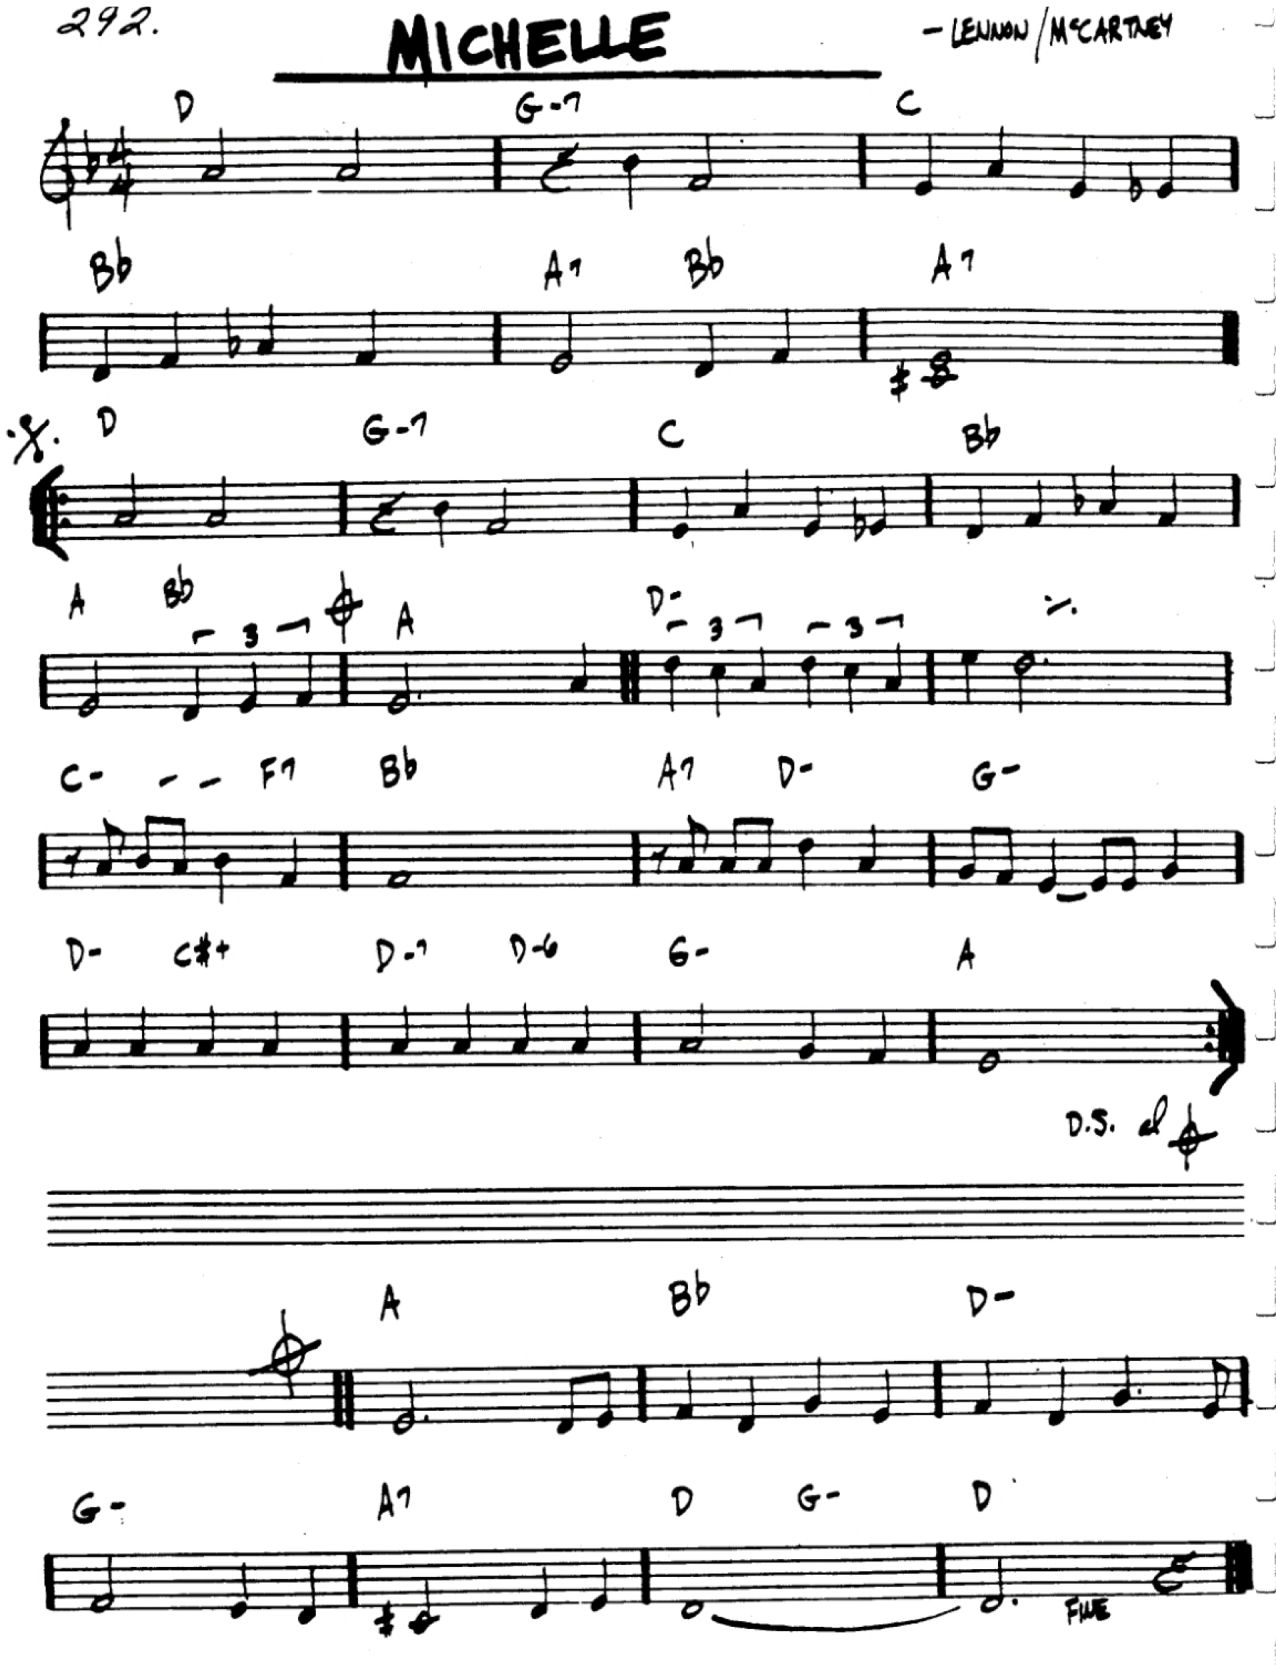 292.
MICHELLE
- LENNON/McCARTNEY
D G-7 C
Bb A7 Bb A7
D G-7 C Bb
A Bb A D-
3 3 3
C- - - F7 Bb A7 D- G-
D- C#+ D-7 D-6 G- A
D.S. al
A Bb D-
G- A7 D G- D
FINE